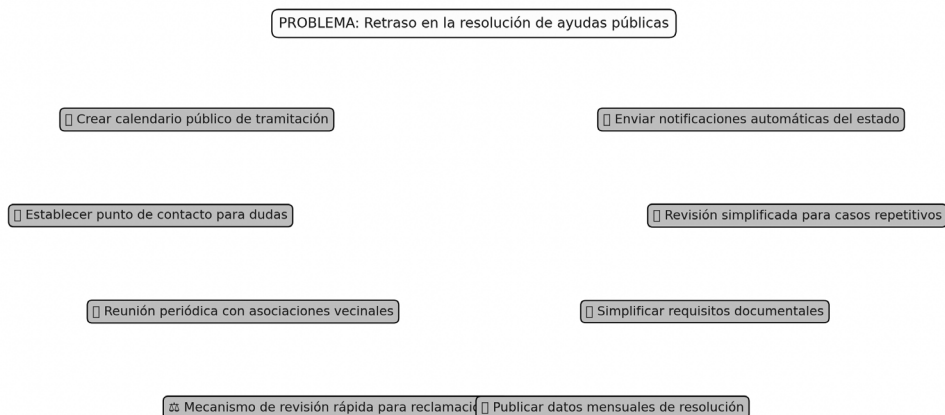 PROBLEMA: Retraso en la resolución de ayudas públicas
Crear calendario público de tramitación
Enviar notificaciones automáticas del estado
Establecer punto de contacto para dudas
Revisión simplificada para casos repetitivos
Reunión periódica con asociaciones vecinales
Simplificar requisitos documentales
⚖ Mecanismo de revisión rápida para
Publicar datos mensuales de resolución